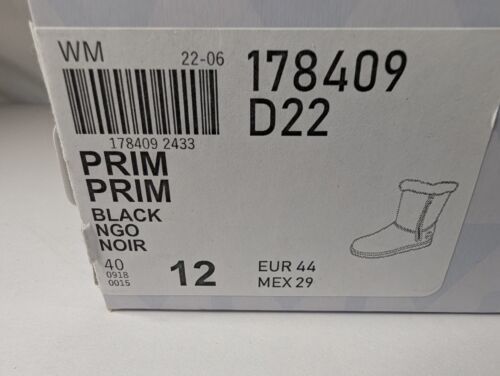 WM 22-06
178409
D22
178409 2433
PRIM
PRIM
BLACK
NGO
NOIR
40
0918
0015
12
EUR 44
MEX 29